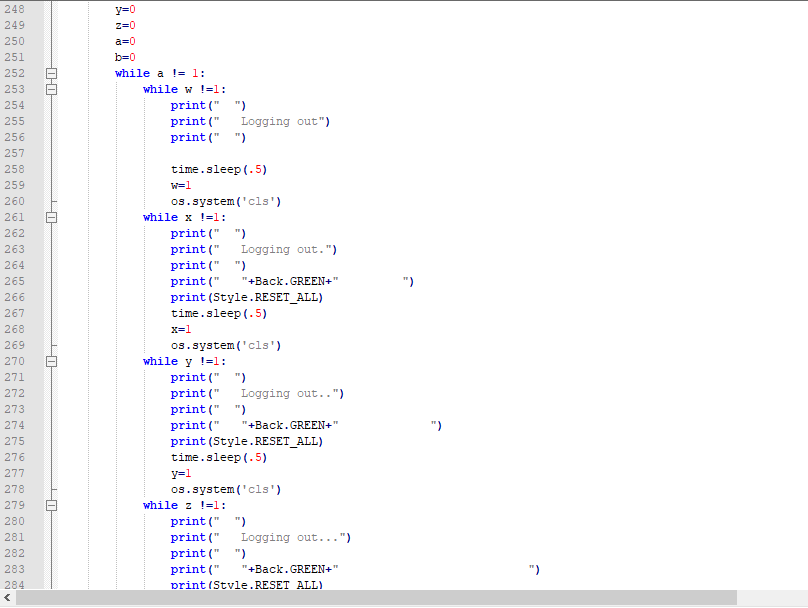 248 y=0
249 z=0
250 a=0
251 b=0
252 while a != 1:
253 while w !=1:
254 print("  ")
255 print("   Logging out")
256 print("  ")
257
258 time.sleep(.5)
259 w=1
260 os.system('cls')
261 while x !=1:
262 print("  ")
263 print("   Logging out.")
264 print("  ")
265 print("   "+Back.GREEN+"         ")
266 print(Style.RESET_ALL)
267 time.sleep(.5)
268 x=1
269 os.system('cls')
270 while y !=1:
271 print("  ")
272 print("   Logging out..")
273 print("  ")
274 print("   "+Back.GREEN+"             ")
275 print(Style.RESET_ALL)
276 time.sleep(.5)
277 y=1
278 os.system('cls')
279 while z !=1:
280 print("  ")
281 print("   Logging out...")
282 print("  ")
283 print("   "+Back.GREEN+"                           ")
284 print(Style.RESET_ALL)